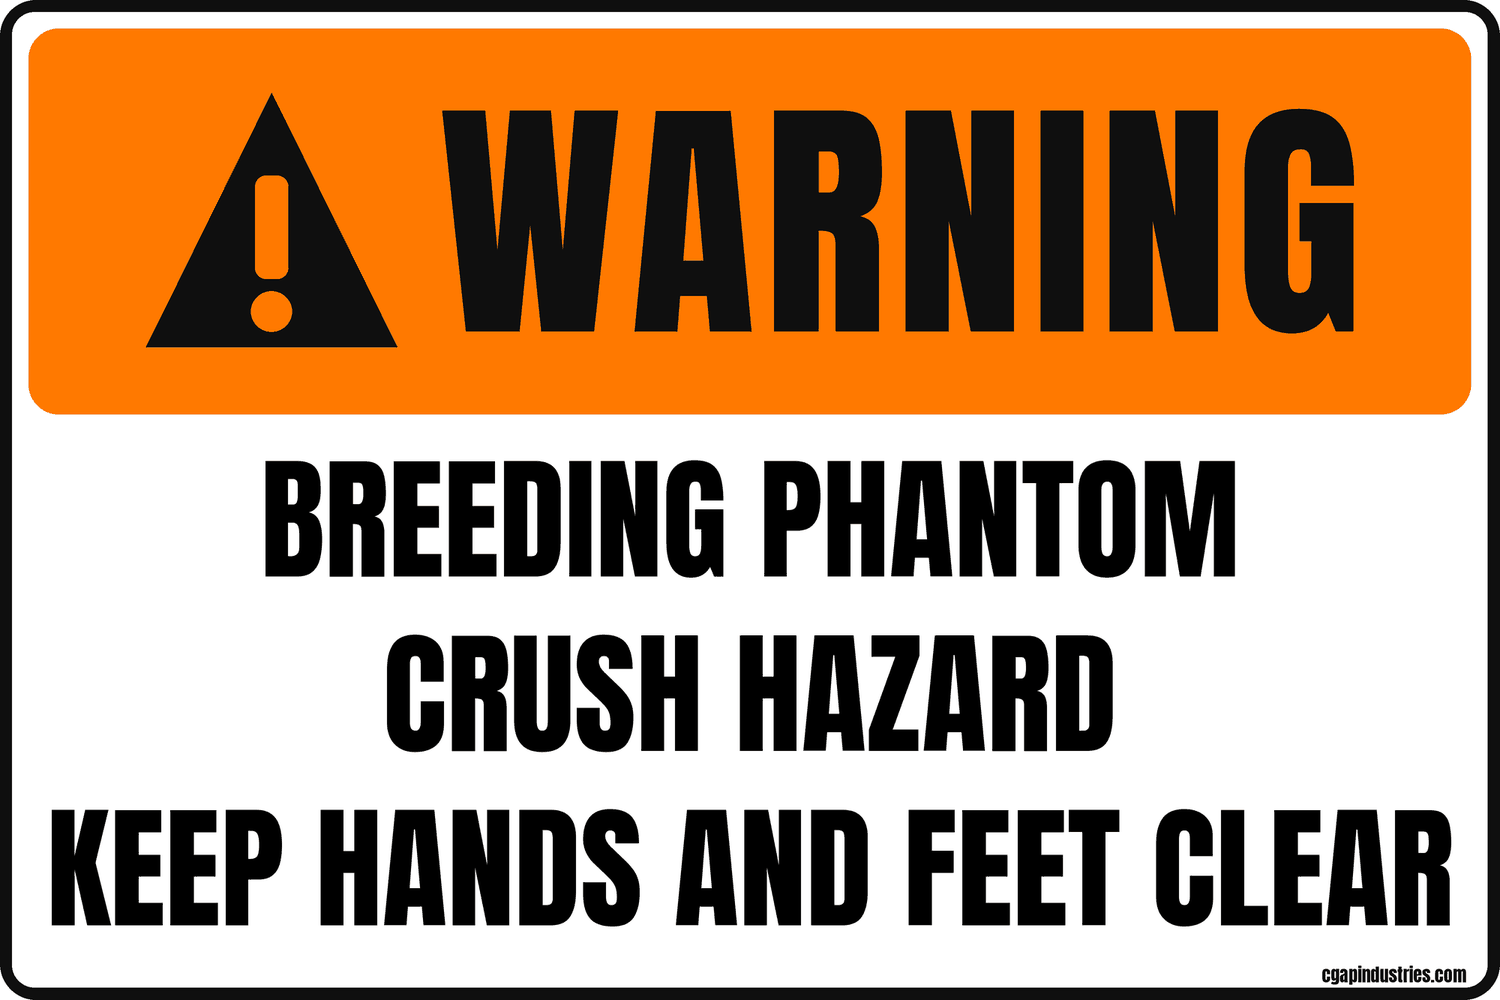 WARNING
BREEDING PHANTOM
CRUSH HAZARD
KEEP HANDS AND FEET CLEAR
cgapindustries.com